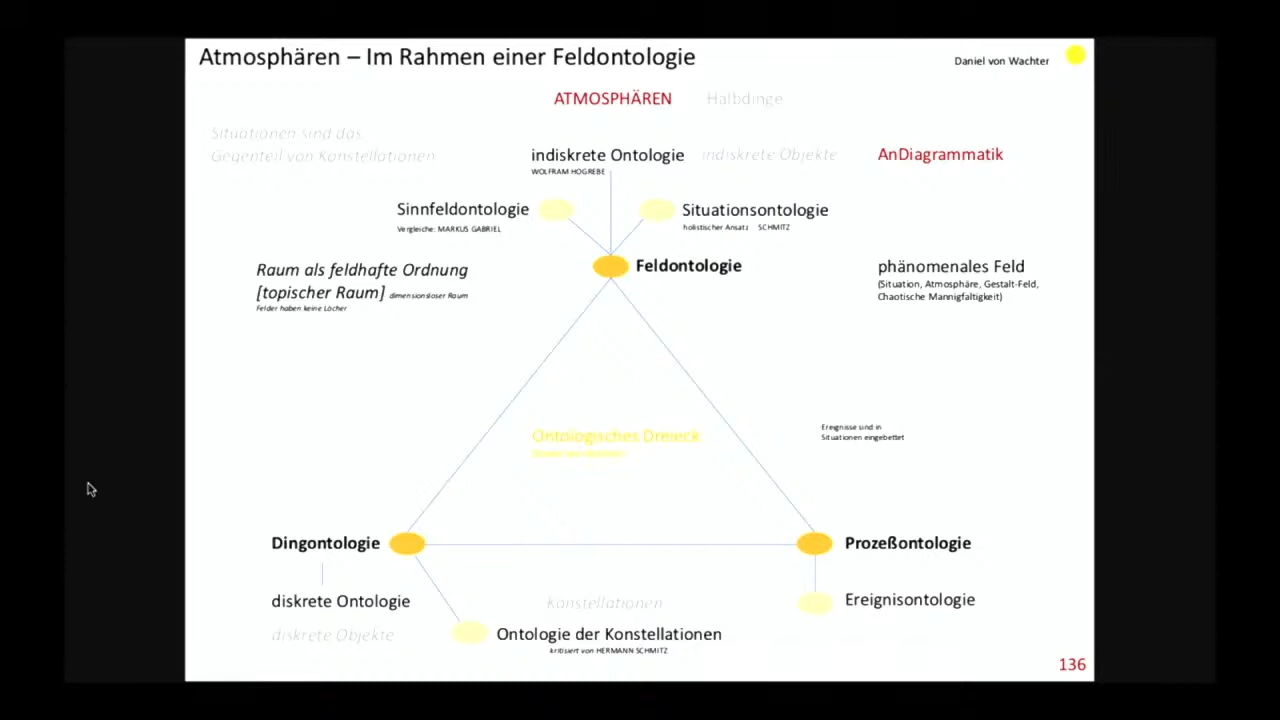 Atmosphären – Im Rahmen einer Feldontologie
Daniel von Wachter
ATMOSPHÄREN
Halbdinge
Situationen sind das
Gegenteil von Konstellationen
indiskrete Ontologie
indiskrete Objekte
AnDiagrammatik
WOLFRAM HOGREBE
Sinnfeldontologie
Situationsontologie
Vergleiche: MARKUS GABRIEL
holistischer Ansatz SCHMITZ
Raum als feldhafte Ordnung
Feldontologie
phänomenales Feld
[topischer Raum] dimensionsloser Raum
(Situation, Atmosphäre, Gestalt-Feld,
Felder haben keine Löcher
Chaotische Mannigfaltigkeit)
Ontologisches Dreieck
Ereignisse sind in
Situationen eingebettet
Dingontologie
Prozeßontologie
diskrete Ontologie
Konstellationen
Ereignisontologie
diskrete Objekte
Ontologie der Konstellationen
kritisiert von HERMANN SCHMITZ
136